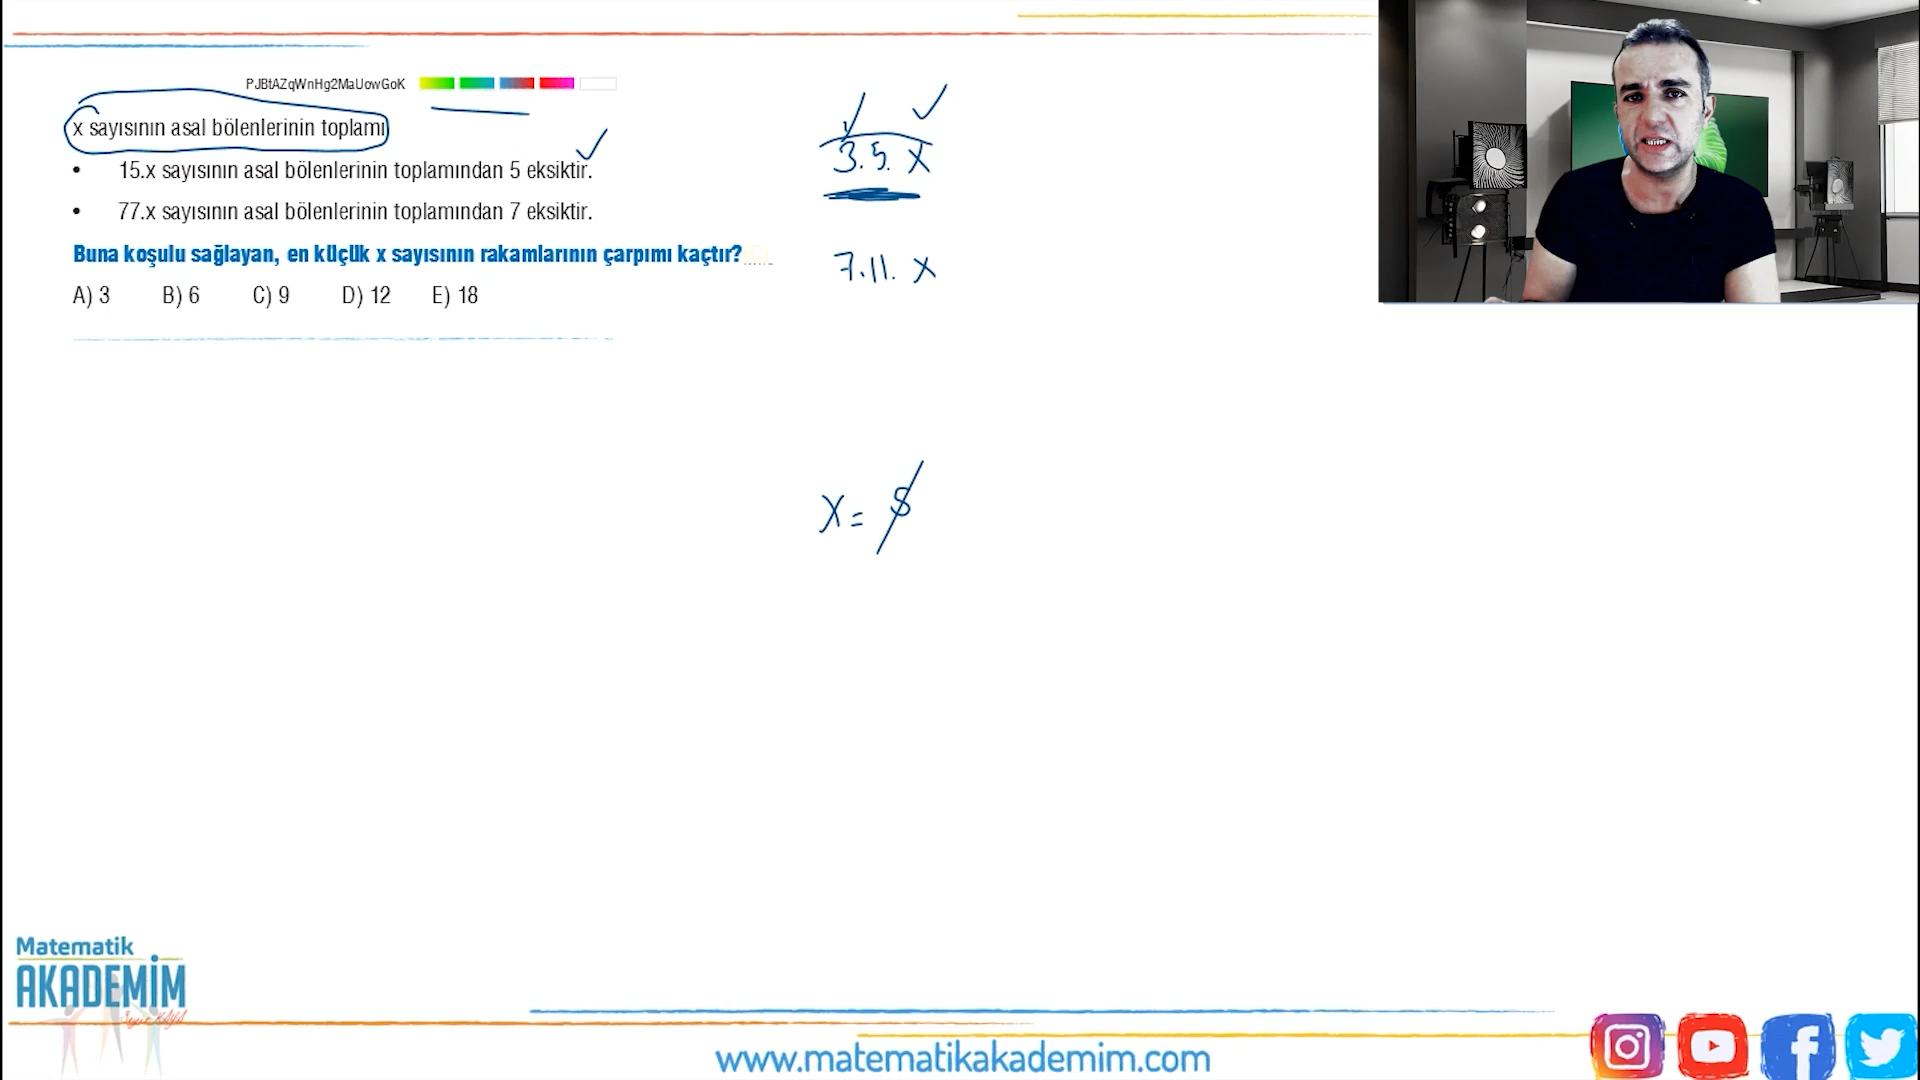 PJBtAZqWnHg2MaUowGoK
x sayısının asal bölenlerinin toplamı
• 15.x sayısının asal bölenlerinin toplamından 5 eksiktir.
• 77.x sayısının asal bölenlerinin toplamından 7 eksiktir.
Buna koşulu sağlayan, en küçük x sayısının rakamlarının çarpımı kaçtır?
A) 3 B) 6 C) 9 D) 12 E) 18
3.5. x
7.11. x
x = 5
Matematik
AKADEMİM
www.matematikakademim.com